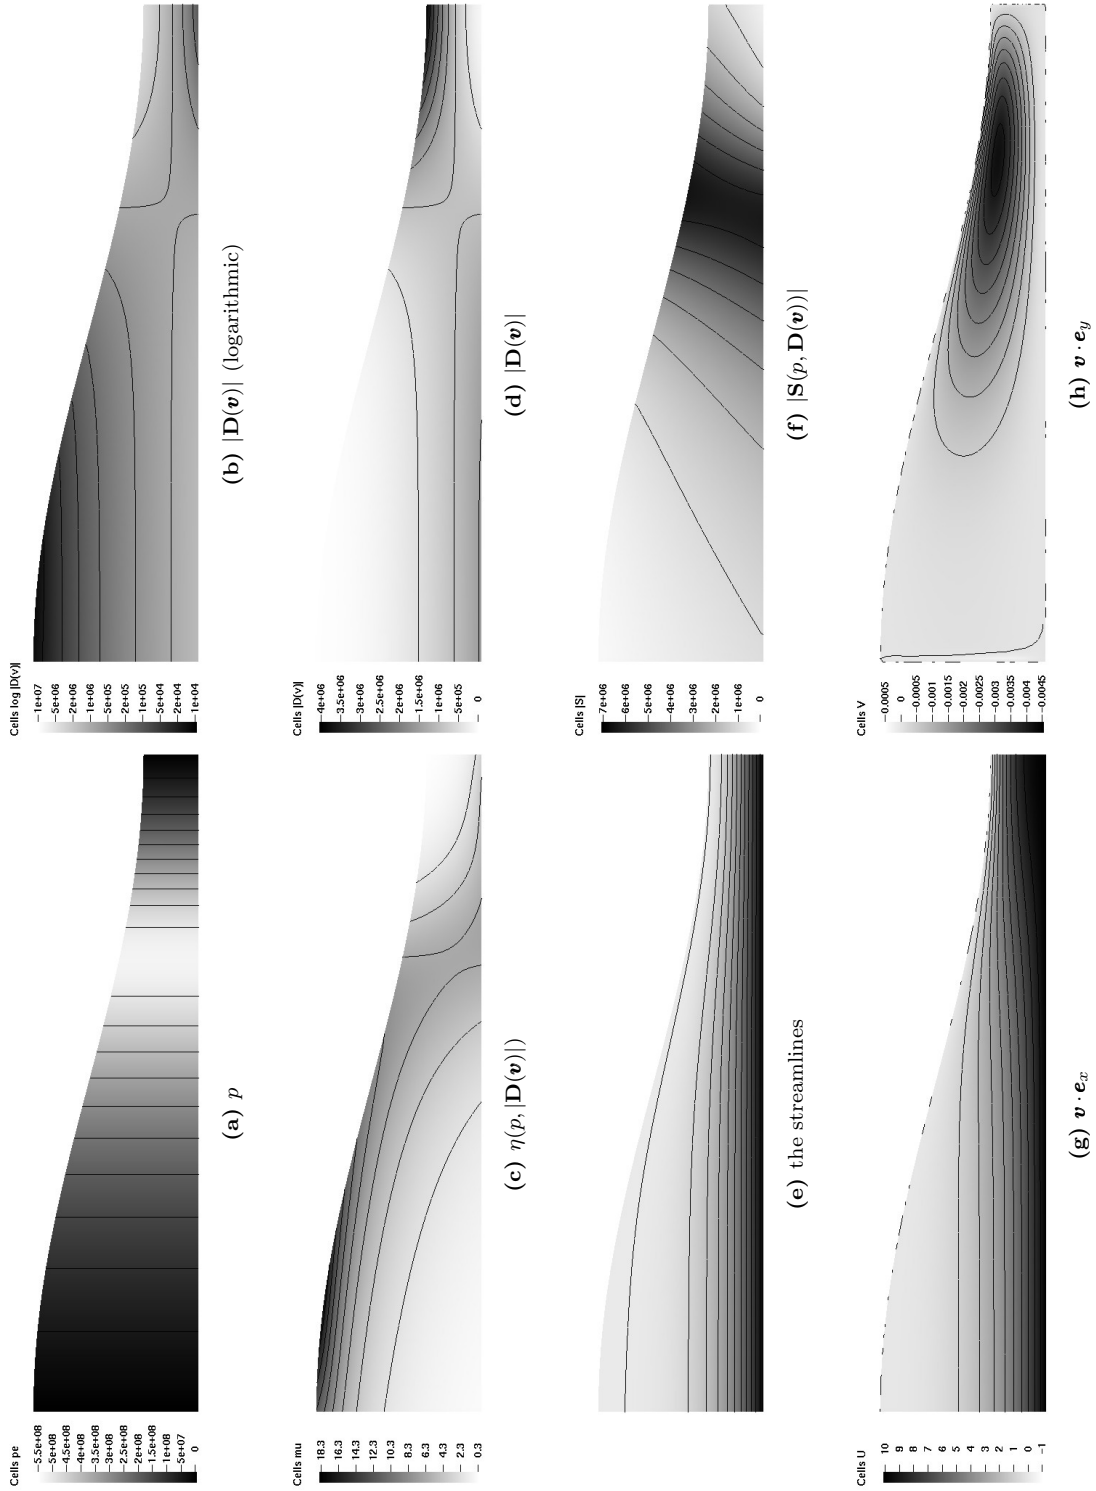 Cells pe
5.5e+08
5e+08
4.5e+08
4e+08
3.5e+08
3e+08
2.5e+08
2e+08
1.5e+08
1e+08
5e+07
0
(a) p
Cells log |D(v)|
1e+07
5e+06
2e+06
1e+06
5e+05
2e+05
1e+05
5e+04
2e+04
1e+04
(b) |D(v)| (logarithmic)
Cells mu
18.3
16.3
14.3
12.3
10.3
8.3
6.3
4.3
2.3
0.3
(c) η(p, |D(v)|)
Cells |D(v)|
4e+06
3.5e+06
3e+06
2.5e+06
2e+06
1.5e+06
1e+06
5e+05
0
(d) |D(v)|
(e) the streamlines
Cells |S|
7e+06
6e+06
5e+06
4e+06
3e+06
2e+06
1e+06
0
(f) |S(p, D(v))|
Cells U
10
9
8
7
6
5
4
3
2
1
0
-1
(g) v · e_x
Cells V
0.0005
0
-0.0005
-0.001
-0.0015
-0.002
-0.0025
-0.003
-0.0035
-0.004
-0.0045
(h) v · e_y